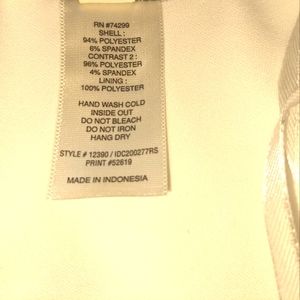 RN #74299
SHELL :
94% POLYESTER
6% SPANDEX
CONTRAST 2 :
96% POLYESTER
4% SPANDEX
LINING :
100% POLYESTER
HAND WASH COLD
INSIDE OUT
DO NOT BLEACH
DO NOT IRON
HANG DRY
STYLE # 12390 / IDC200277RS
PRINT #52619
MADE IN INDONESIA